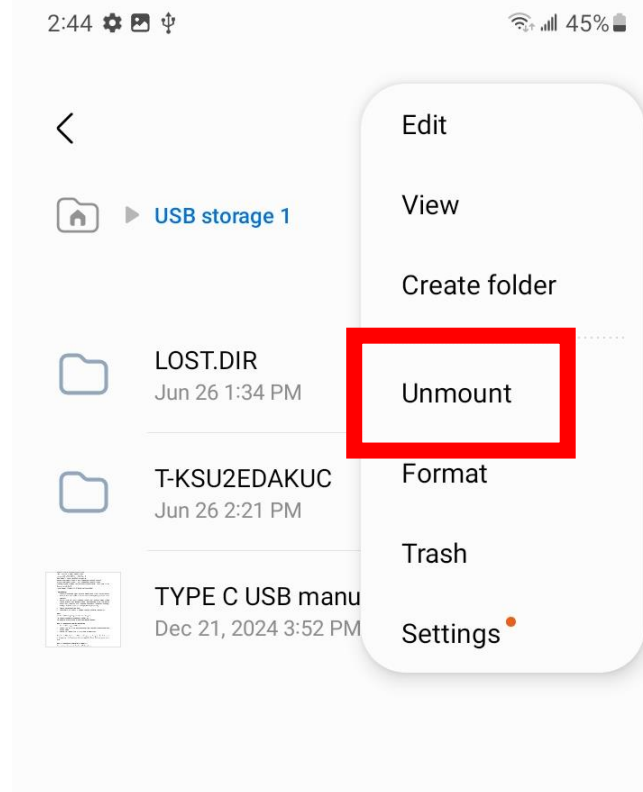 2:44 45%
Edit
View
USB storage 1
Create folder
LOST.DIR
Jun 26 1:34 PM
Unmount
T-KSU2EDAKUC
Jun 26 2:21 PM
Format
Trash
TYPE C USB manu
Dec 21, 2024 3:52 PM
Settings